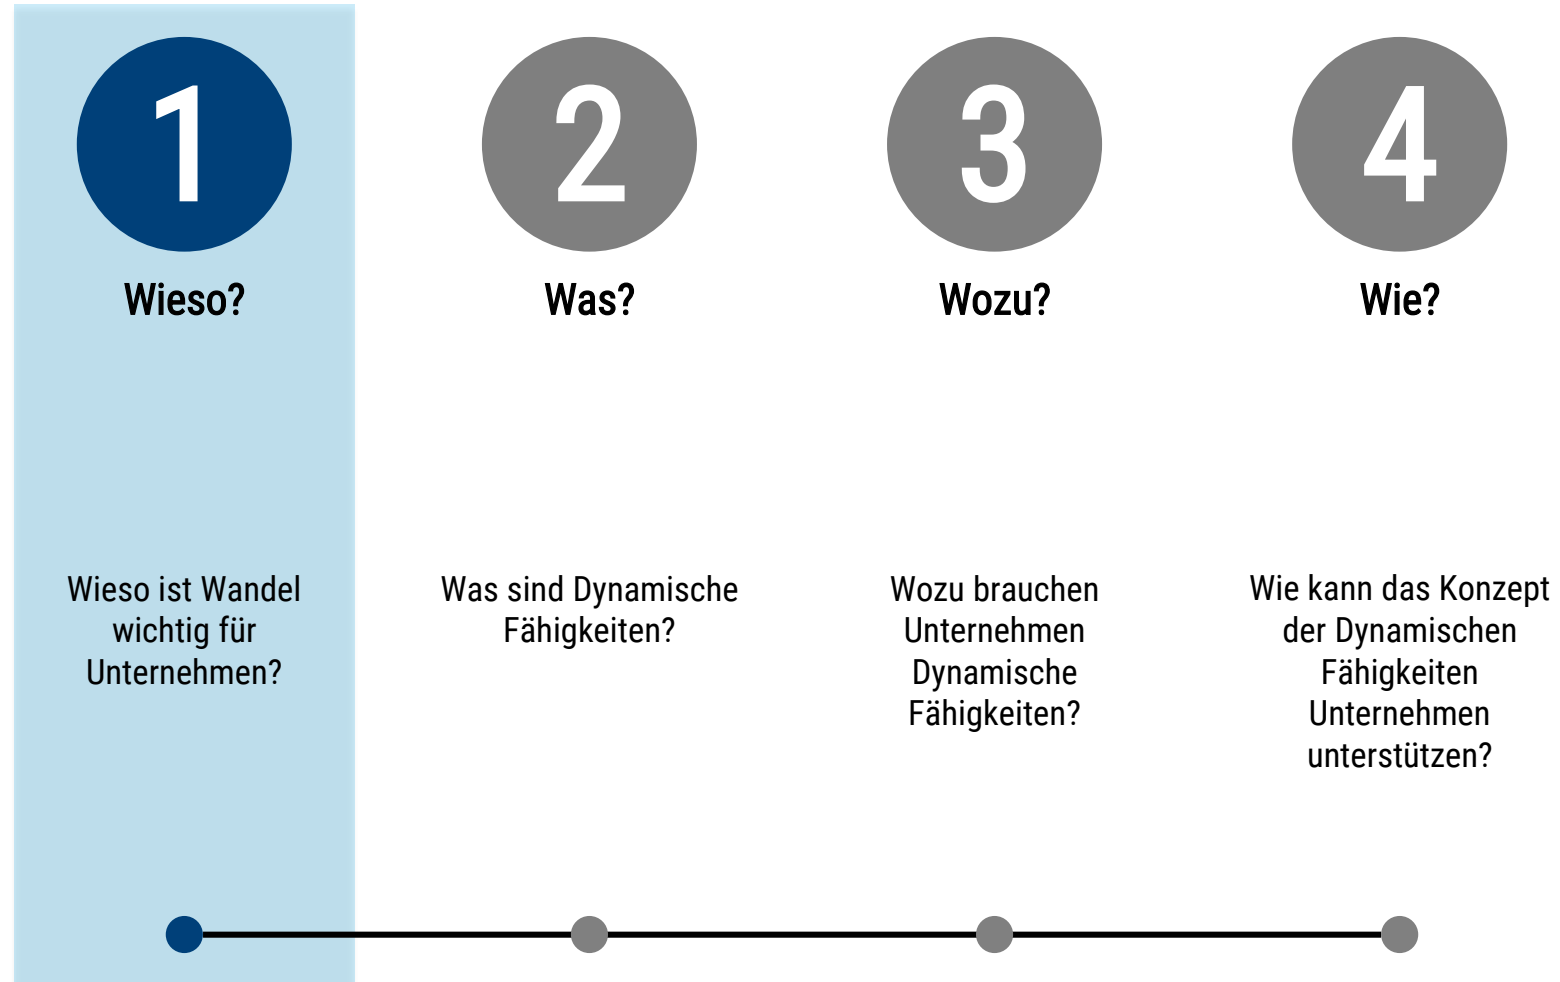 1
Wieso?
Wieso ist Wandel
wichtig für
Unternehmen?
2
Was?
Was sind Dynamische
Fähigkeiten?
3
Wozu?
Wozu brauchen
Unternehmen
Dynamische
Fähigkeiten?
4
Wie?
Wie kann das Konzept
der Dynamischen
Fähigkeiten
Unternehmen
unterstützen?